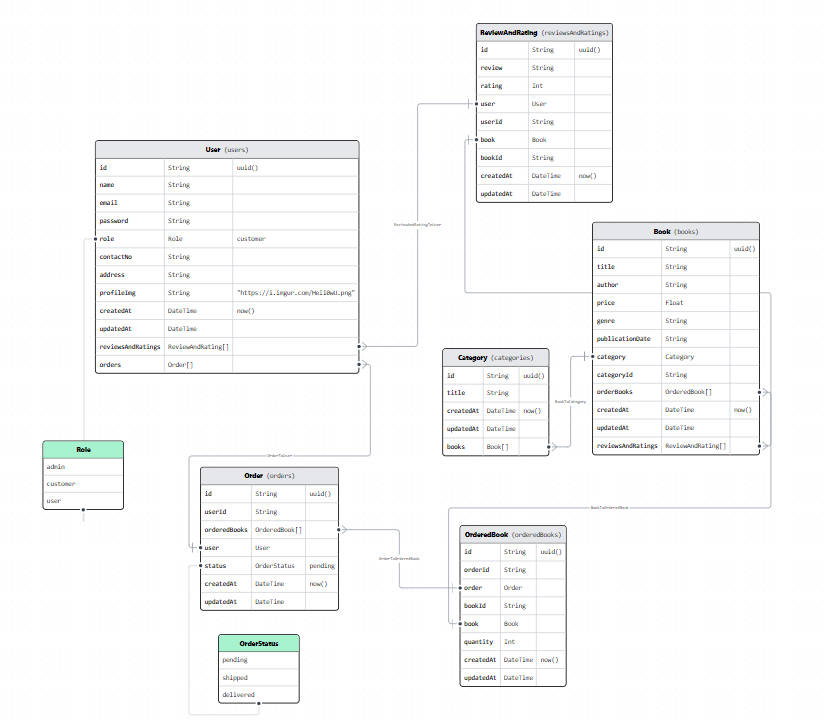 ReviewAndRating (reviewsAndRatings)
id String uuid()
review String
rating Int
user User
userId String
book Book
bookId String
createdAt DateTime now()
updatedAt DateTime
User (users)
id String uuid()
name String
email String
password String
role Role customer
contactNo String
address String
profileImg String "https://i.imgur.com/HeIi0wU.png"
createdAt DateTime now()
updatedAt DateTime
reviewsAndRatings ReviewAndRating[]
orders Order[]
ReviewAndRatingToUser
Book (books)
id String uuid()
title String
author String
price Float
genre String
publicationDate String
category Category
categoryId String
orderBooks OrderedBook[]
createdAt DateTime now()
updatedAt DateTime
reviewsAndRatings ReviewAndRating[]
Category (categories)
id String uuid()
title String
createdAt DateTime now()
updatedAt DateTime
books Book[]
BookToCategory
Role
admin
customer
user
OrderToUser
Order (orders)
id String uuid()
userId String
orderedBooks OrderedBook[]
user User
status OrderStatus pending
createdAt DateTime now()
updatedAt DateTime
OrderToOrderedBook
BookToOrderedBook
OrderedBook (orderedBooks)
id String uuid()
orderId String
order Order
bookId String
book Book
quantity Int
createdAt DateTime now()
updatedAt DateTime
OrderStatus
pending
shipped
delivered